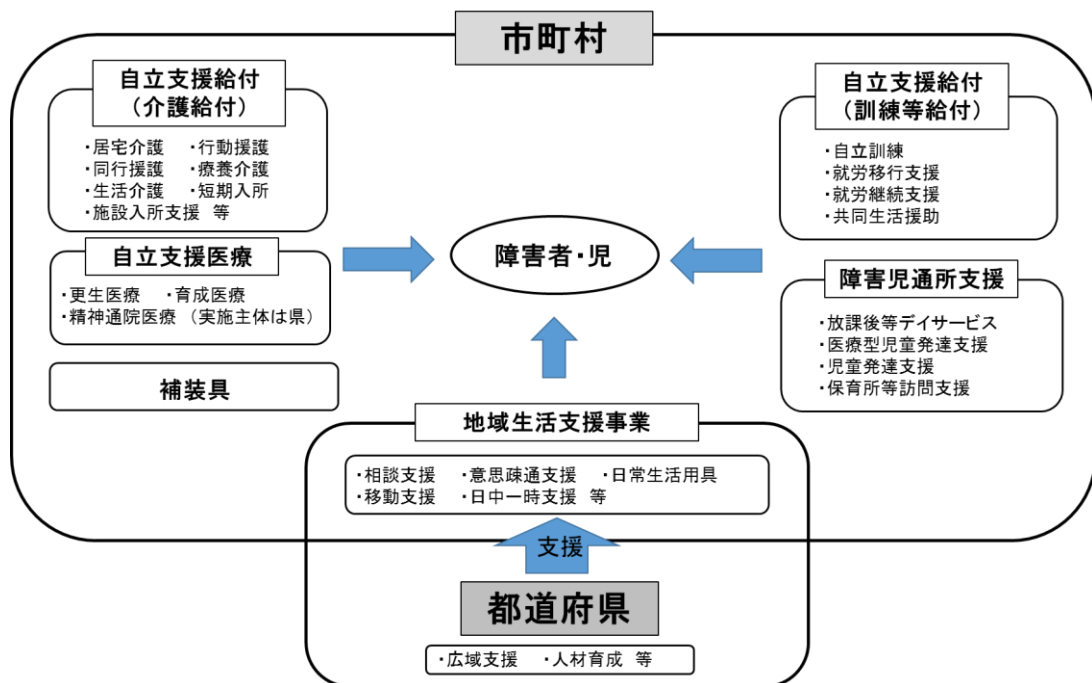 市町村
自立支援給付
（介護給付）
・居宅介護　・行動援護
・同行援護　・療養介護
・生活介護　・短期入所
・施設入所支援 等
自立支援医療
・更生医療　・育成医療
・精神通院医療 （実施主体は県）
補装具
障害者・児
自立支援給付
（訓練等給付）
・自立訓練
・就労移行支援
・就労継続支援
・共同生活援助
障害児通所支援
・放課後等デイサービス
・医療型児童発達支援
・児童発達支援
・保育所等訪問支援
地域生活支援事業
・相談支援　・意思疎通支援　・日常生活用具
・移動支援　・日中一時支援 等
支援
都道府県
・広域支援　・人材育成 等